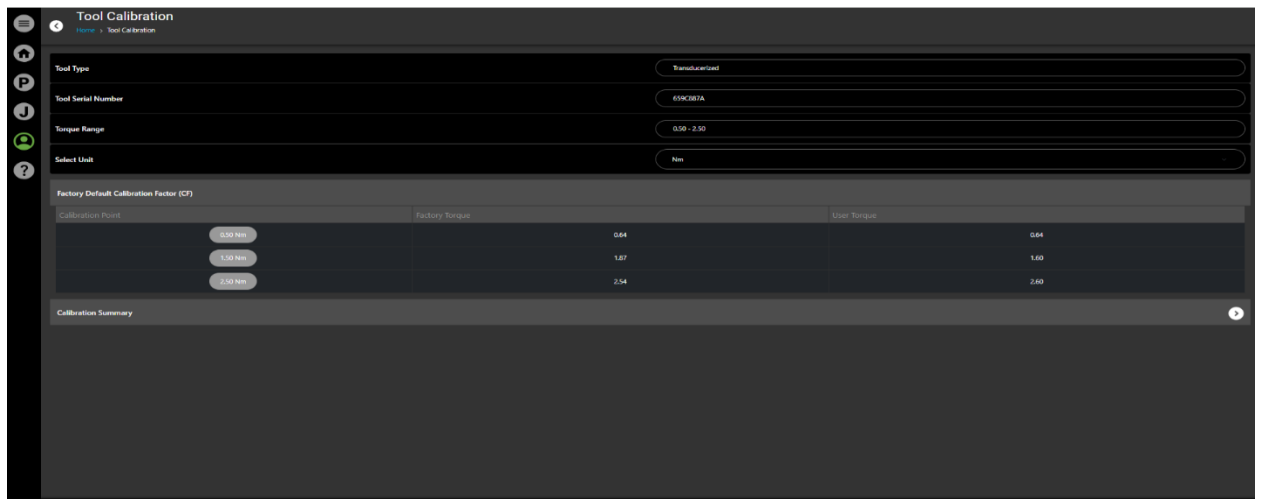 Tool Calibration
Home > Tool Calibration
P
J
?
Tool Type Transducerized
Tool Serial Number 659C887A
Torque Range 0.50 - 2.50
Select Unit Nm
Factory Default Calibration Factor (CF)
Calibration Point Factory Torque User Torque
0.50 Nm 0.64 0.64
1.50 Nm 1.87 1.60
2.50 Nm 2.54 2.60
Calibration Summary